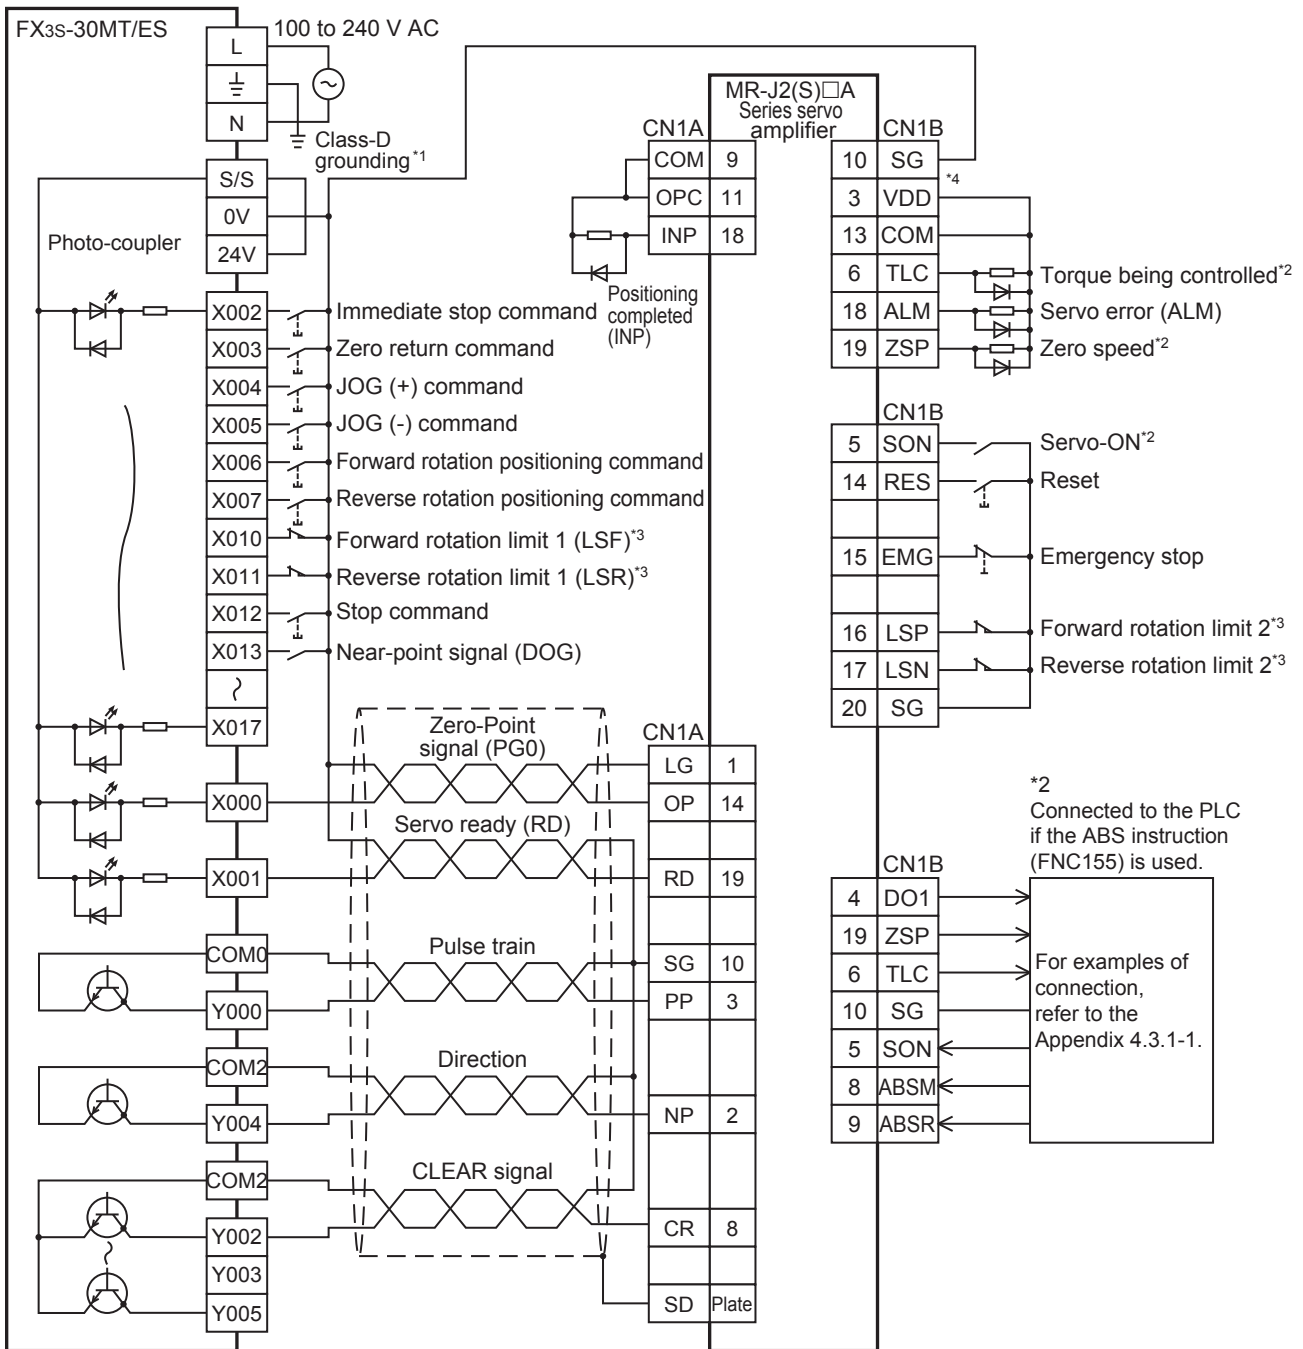 FX3S-30MT/ES
L
N
100 to 240 V AC
Class-D
grounding*1
S/S
0V
24V
Photo-coupler
X002 Immediate stop command
X003 Zero return command
X004 JOG (+) command
X005 JOG (-) command
X006 Forward rotation positioning command
X007 Reverse rotation positioning command
X010 Forward rotation limit 1 (LSF)*3
X011 Reverse rotation limit 1 (LSR)*3
X012 Stop command
X013 Near-point signal (DOG)
X017
X000
X001
COM0
Y000
COM2
Y004
COM2
Y002
Y003
Y005
Zero-Point
signal (PG0)
Servo ready (RD)
Pulse train
Direction
CLEAR signal
MR-J2(S)□A
Series servo
amplifier
CN1A
COM 9
OPC 11
INP 18
Positioning
completed
(INP)
CN1A
LG 1
OP 14
RD 19
SG 10
PP 3
NP 2
CR 8
SD Plate
CN1B
10 SG
*4
3 VDD
13 COM
6 TLC Torque being controlled*2
18 ALM Servo error (ALM)
19 ZSP Zero speed*2
CN1B
5 SON Servo-ON*2
14 RES Reset
15 EMG Emergency stop
16 LSP Forward rotation limit 2*3
17 LSN Reverse rotation limit 2*3
20 SG
*2
Connected to the PLC
if the ABS instruction
(FNC155) is used.
CN1B
4 DO1
19 ZSP
6 TLC
10 SG
5 SON
8 ABSM
9 ABSR
For examples of
connection,
refer to the
Appendix 4.3.1-1.